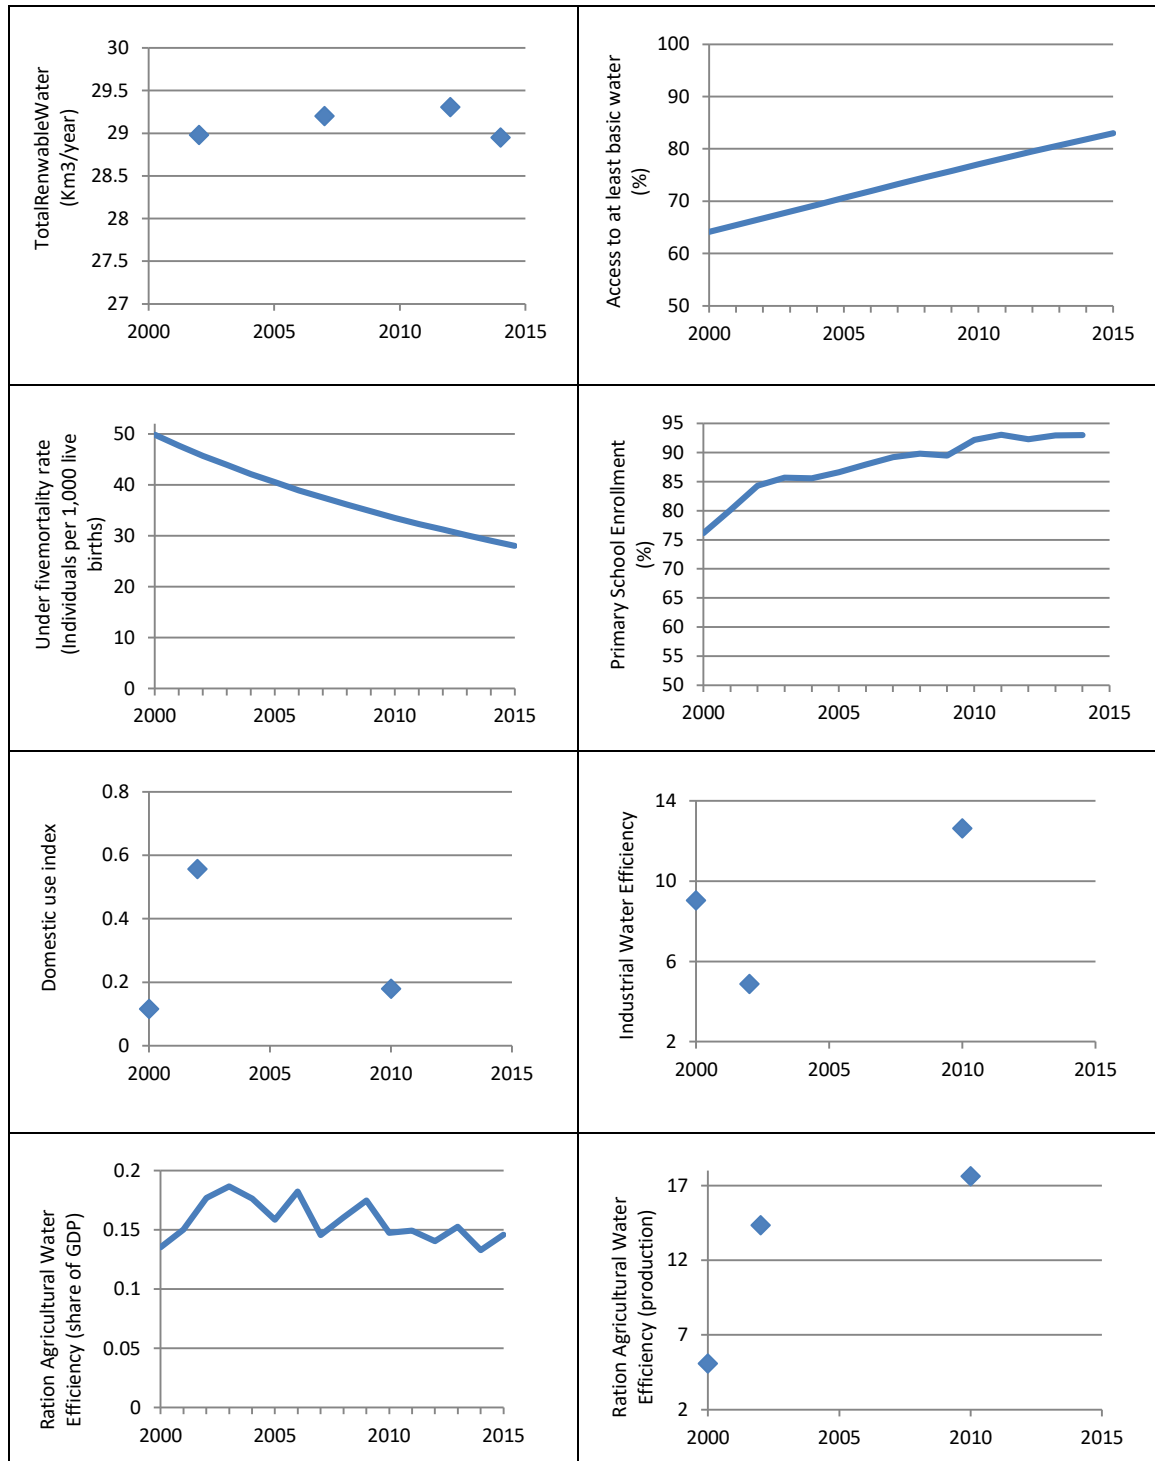 TotalRenwableWater
(Km3/year)
30
29.5
29
28.5
28
27.5
27
2000 2005 2010 2015
Access to at least basic water
(%)
100
90
80
70
60
50
2000 2005 2010 2015
Under fivemortality rate
(Individuals per 1,000 live
births)
50
40
30
20
10
0
2000 2005 2010 2015
Primary School Enrollment
(%)
95
90
85
80
75
70
65
60
55
50
2000 2005 2010 2015
Domestic use index
0.8
0.6
0.4
0.2
0
2000 2005 2010 2015
Industrial Water Efficiency
14
10
6
2
2000 2005 2010 2015
Ration Agricultural Water
Efficiency (share of GDP)
0.2
0.15
0.1
0.05
0
2000 2005 2010 2015
Ration Agricultural Water
Efficiency (production)
17
12
7
2
2000 2005 2010 2015